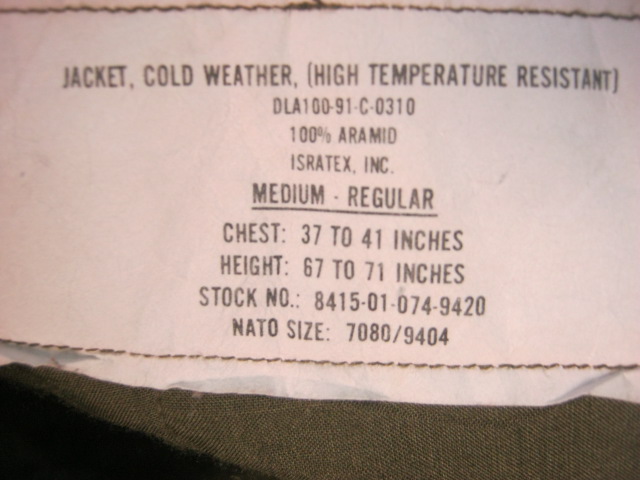 JACKET, COLD WEATHER, (HIGH TEMPERATURE RESISTANT)
DLA100-91-C-0310
100% ARAMID
ISRATEX, INC.
MEDIUM - REGULAR
CHEST: 37 TO 41 INCHES
HEIGHT: 67 TO 71 INCHES
STOCK NO.: 8415-01-074-9420
NATO SIZE: 7080/9404